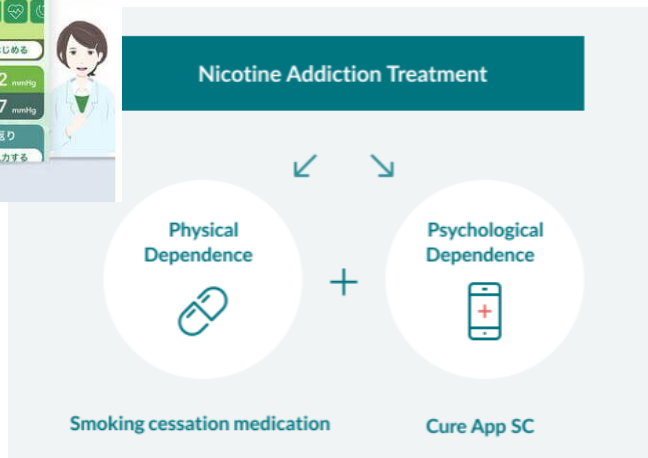 じめる
2 mmHg
7 mmHg
返り
力する
Nicotine Addiction Treatment
Physical
Dependence
+
Psychological
Dependence
+
Smoking cessation medication
Cure App SC